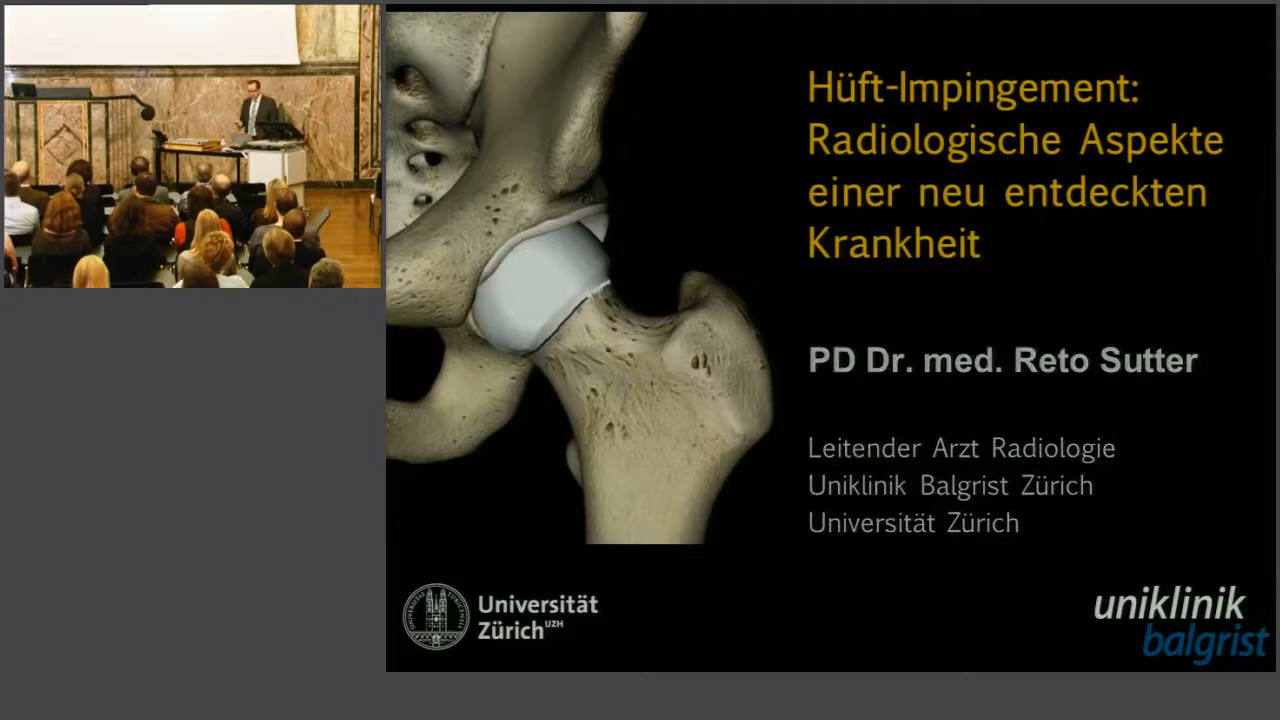 Hüft-Impingement:
Radiologische Aspekte
einer neu entdeckten
Krankheit
PD Dr. med. Reto Sutter
Leitender Arzt Radiologie
Uniklinik Balgrist Zürich
Universität Zürich
Universität
Zürich UZH
uniklinik
balgrist